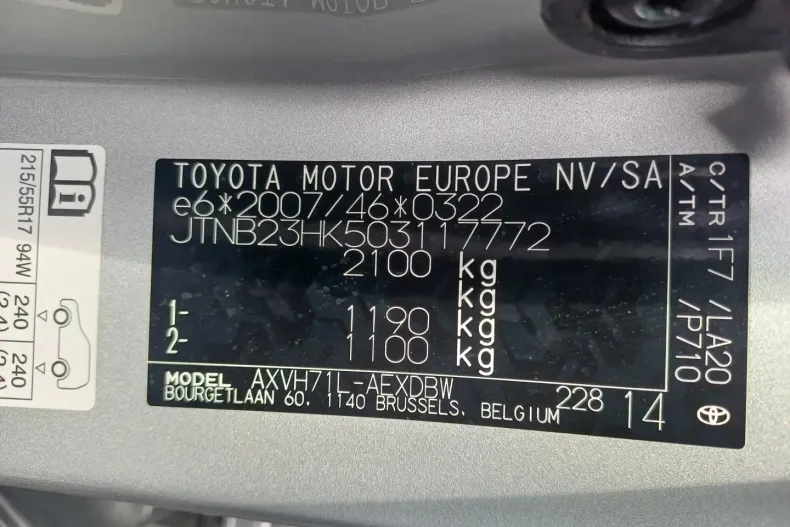 TOYOTA MOTOR EUROPE NV/SA
e6*2007/46*0322
JTNB23HK503117772
2100 kg
kg
1- 1190 kg
2- 1100 kg
MODEL AXVH71L-AEXDBW
BOURGETLAAN 60, 1140 BRUSSELS, BELGIUM
228 14
C/TR 1F7 /LA20
A/TM /P710
215/55R17 94W
240
240
i